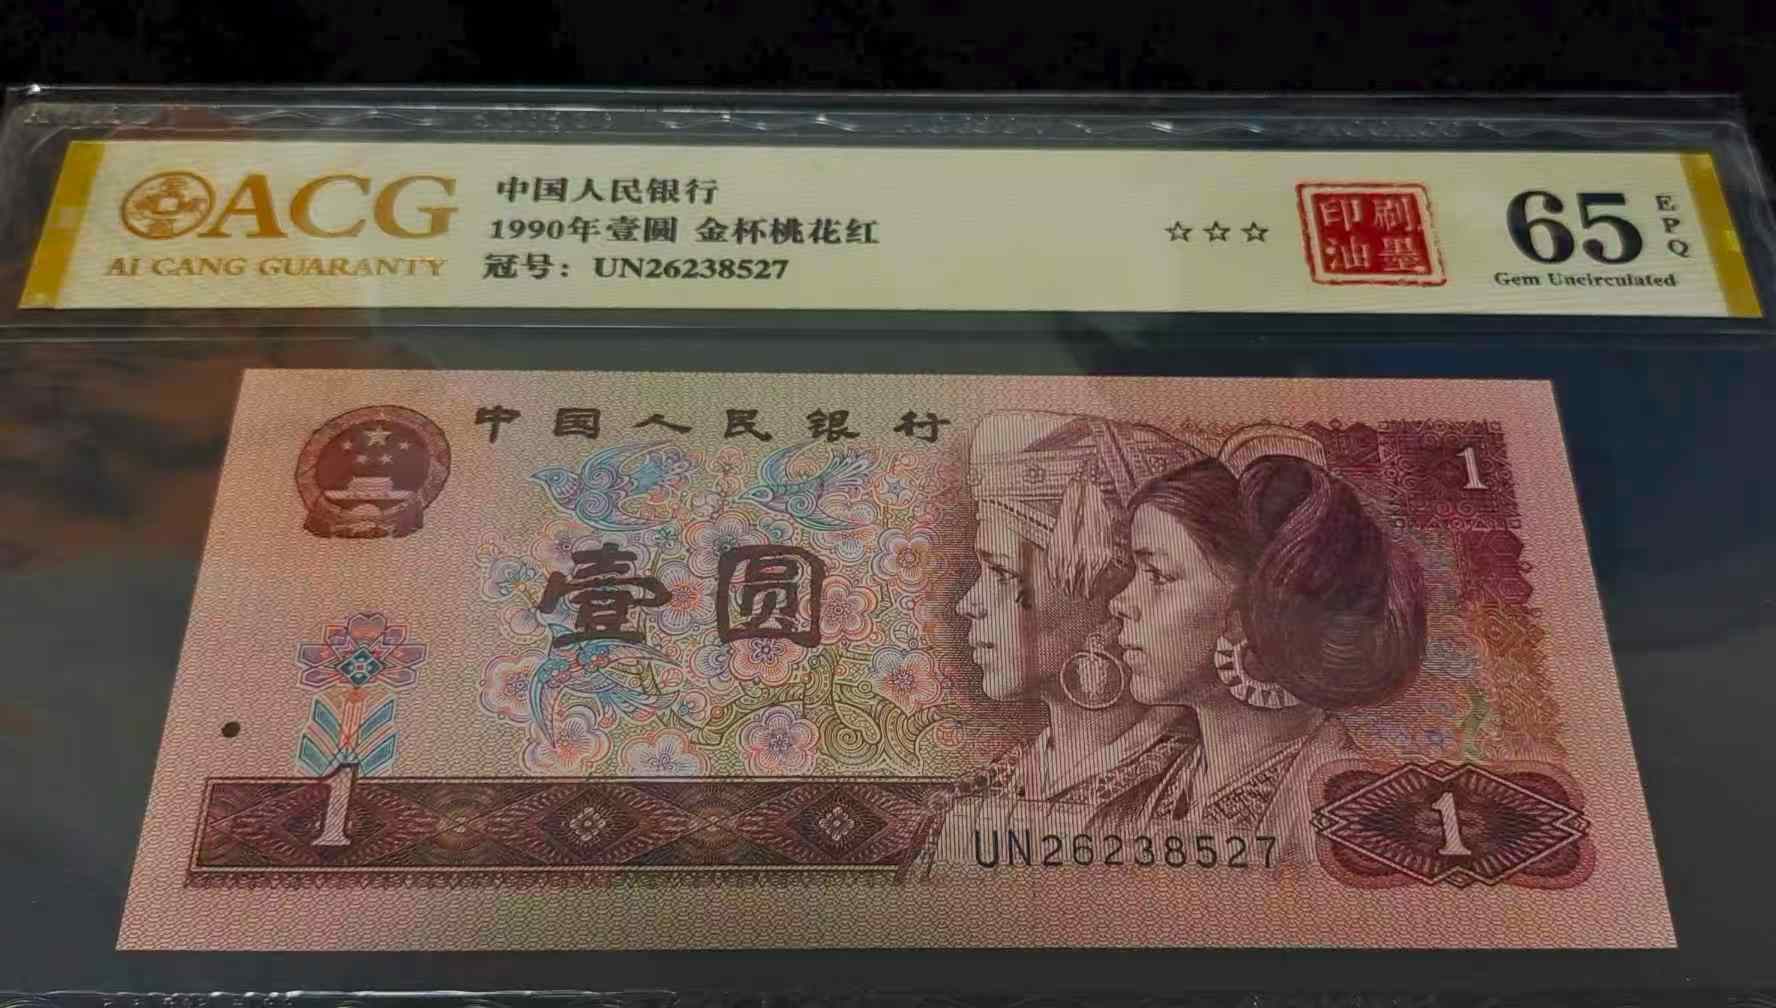 ACG
AI CANG GUARANTY
中国人民银行
1990年壹圆 金杯桃花红
冠号：UN26238527
☆☆☆
印刷
油墨
65
EPQ
Gem Uncirculated
中国人民银行
1
壹圆
1
1
UN26238527